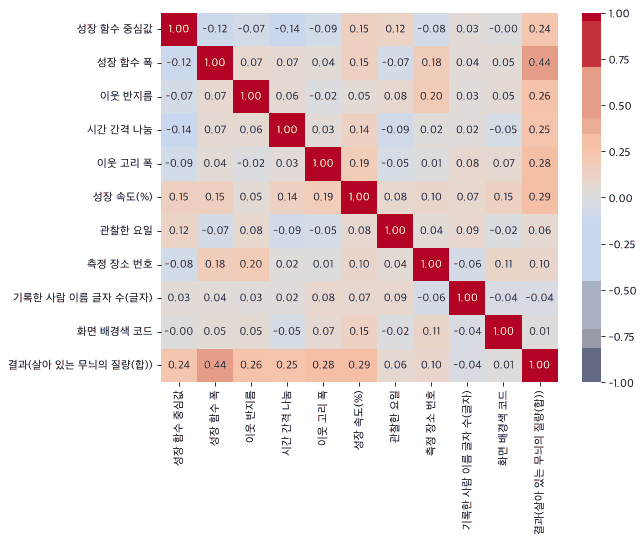 성장 함수 중심값 1.00 -0.12 -0.07 -0.14 -0.09 0.15 0.12 -0.08 0.03 -0.00 0.24
성장 함수 폭 -0.12 1.00 0.07 0.07 0.04 0.15 -0.07 0.18 0.04 0.05 0.44
이웃 반지름 -0.07 0.07 1.00 0.06 -0.02 0.05 0.08 0.20 0.03 0.05 0.26
시간 간격 나눔 -0.14 0.07 0.06 1.00 0.03 0.14 -0.09 0.02 0.02 -0.05 0.25
이웃 고리 폭 -0.09 0.04 -0.02 0.03 1.00 0.19 -0.05 0.01 0.08 0.07 0.28
성장 속도(%) 0.15 0.15 0.05 0.14 0.19 1.00 0.08 0.10 0.07 0.15 0.29
관찰한 요일 0.12 -0.07 0.08 -0.09 -0.05 0.08 1.00 0.04 0.09 -0.02 0.06
측정 장소 번호 -0.08 0.18 0.20 0.02 0.01 0.10 0.04 1.00 -0.06 0.11 0.10
기록한 사람 이름 글자 수(글자) 0.03 0.04 0.03 0.02 0.08 0.07 0.09 -0.06 1.00 -0.04 -0.04
화면 배경색 코드 -0.00 0.05 0.05 -0.05 0.07 0.15 -0.02 0.11 -0.04 1.00 0.01
결과(살아 있는 무늬의 질량(합)) 0.24 0.44 0.26 0.25 0.28 0.29 0.06 0.10 -0.04 0.01 1.00
성장 함수 중심값
성장 함수 폭
이웃 반지름
시간 간격 나눔
이웃 고리 폭
성장 속도(%)
관찰한 요일
측정 장소 번호
기록한 사람 이름 글자 수(글자)
화면 배경색 코드
결과(살아 있는 무늬의 질량(합))
1.00
0.75
0.50
0.25
0.00
-0.25
-0.50
-0.75
-1.00